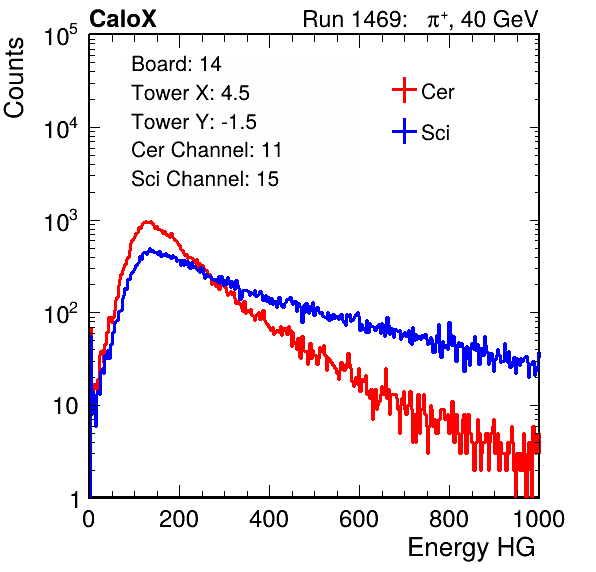 CaloX Run 1469: π⁺, 40 GeV
Counts
10⁵
10⁴
10³
10²
10
1
Board: 14
Tower X: 4.5
Tower Y: -1.5
Cer Channel: 11
Sci Channel: 15
Cer
Sci
0 200 400 600 800 1000
Energy HG